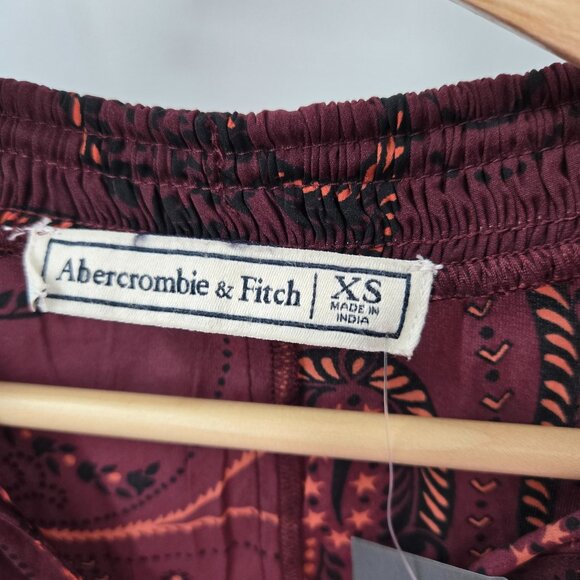 Abercrombie & Fitch
XS
MADE IN
INDIA